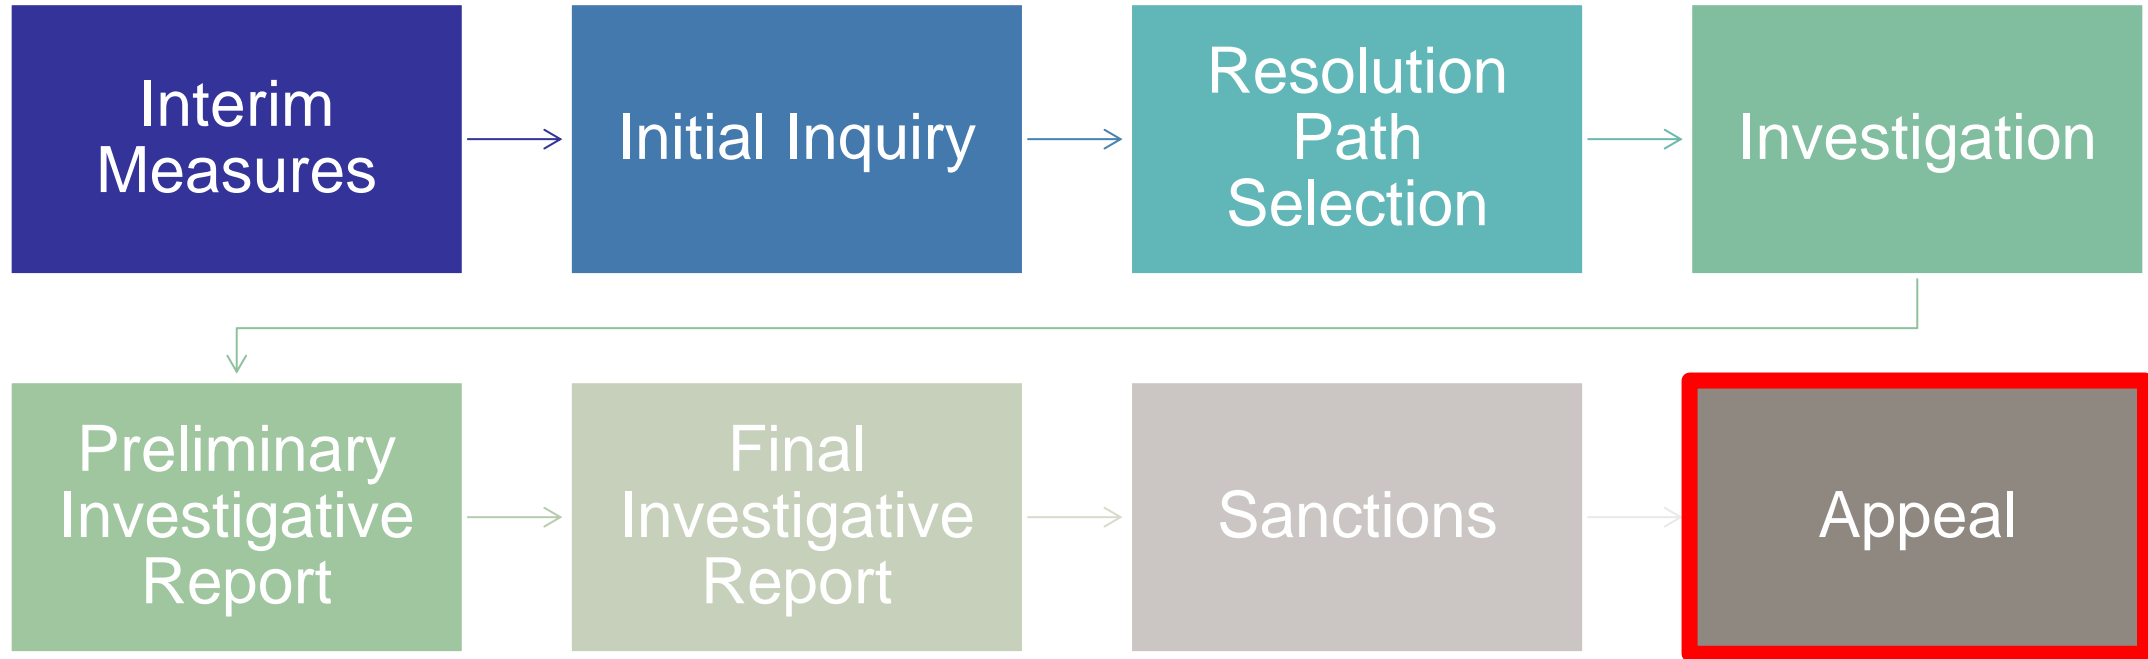 Interim
Measures
Initial Inquiry
Resolution
Path
Selection
Investigation
Preliminary
Investigative
Report
Final
Investigative
Report
Sanctions
Appeal